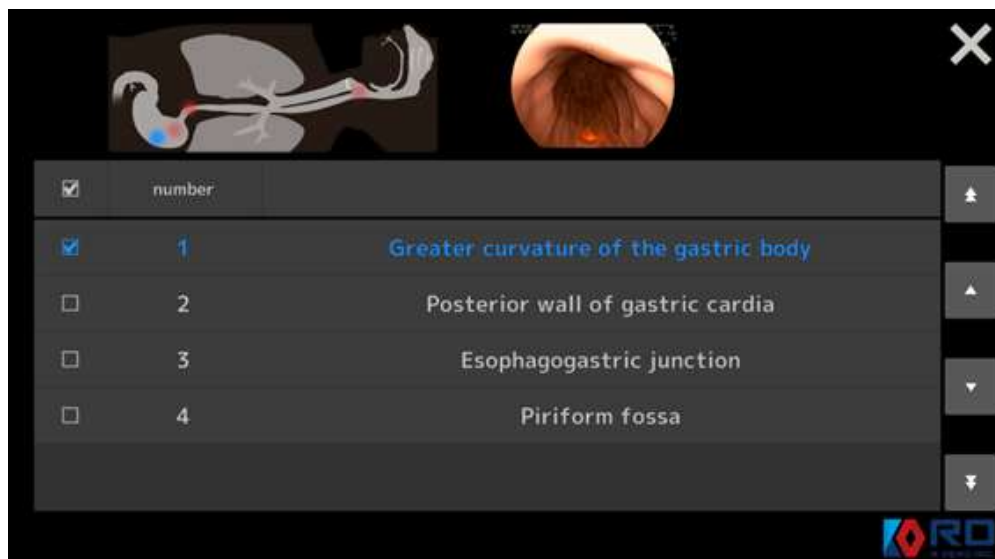 number
1 Greater curvature of the gastric body
2 Posterior wall of gastric cardia
3 Esophagogastric junction
4 Piriform fossa
RD